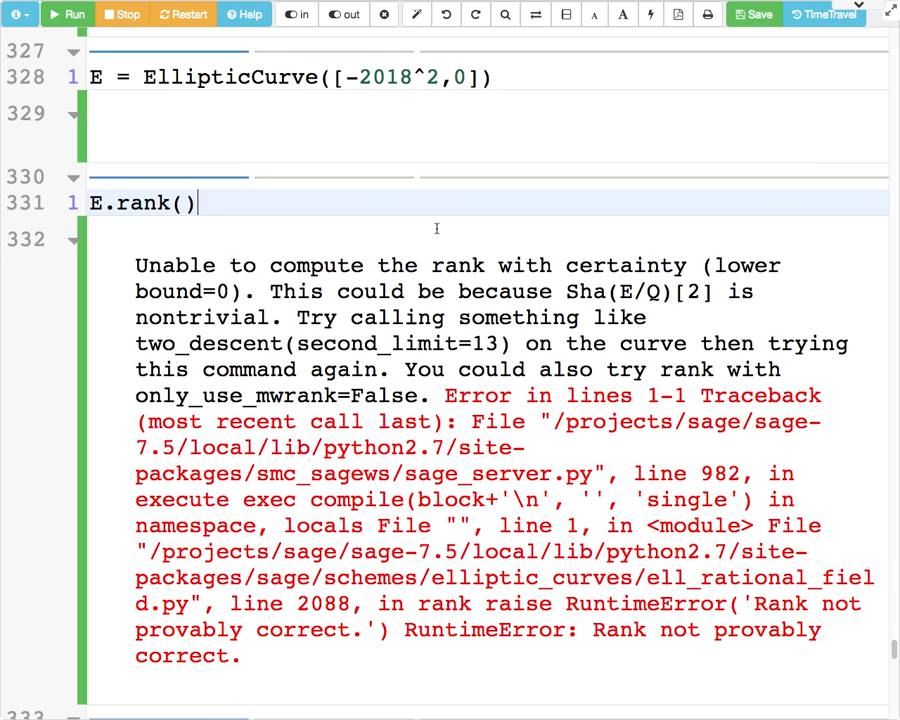 Run Stop Restart Help in out A A Save TimeTravel
327
328 1 E = EllipticCurve([-2018^2,0])
329
330
331 1 E.rank()
332
Unable to compute the rank with certainty (lower
bound=0). This could be because Sha(E/Q)[2] is
nontrivial. Try calling something like
two_descent(second_limit=13) on the curve then trying
this command again. You could also try rank with
only_use_mwrank=False. Error in lines 1-1 Traceback
(most recent call last): File "/projects/sage/sage-
7.5/local/lib/python2.7/site-
packages/smc_sagews/sage_server.py", line 982, in
execute exec compile(block+'\n', '', 'single') in
namespace, locals File "", line 1, in <module> File
"/projects/sage/sage-7.5/local/lib/python2.7/site-
packages/sage/schemes/elliptic_curves/ell_rational_fiel
d.py", line 2088, in rank raise RuntimeError('Rank not
provably correct.') RuntimeError: Rank not provably
correct.
333